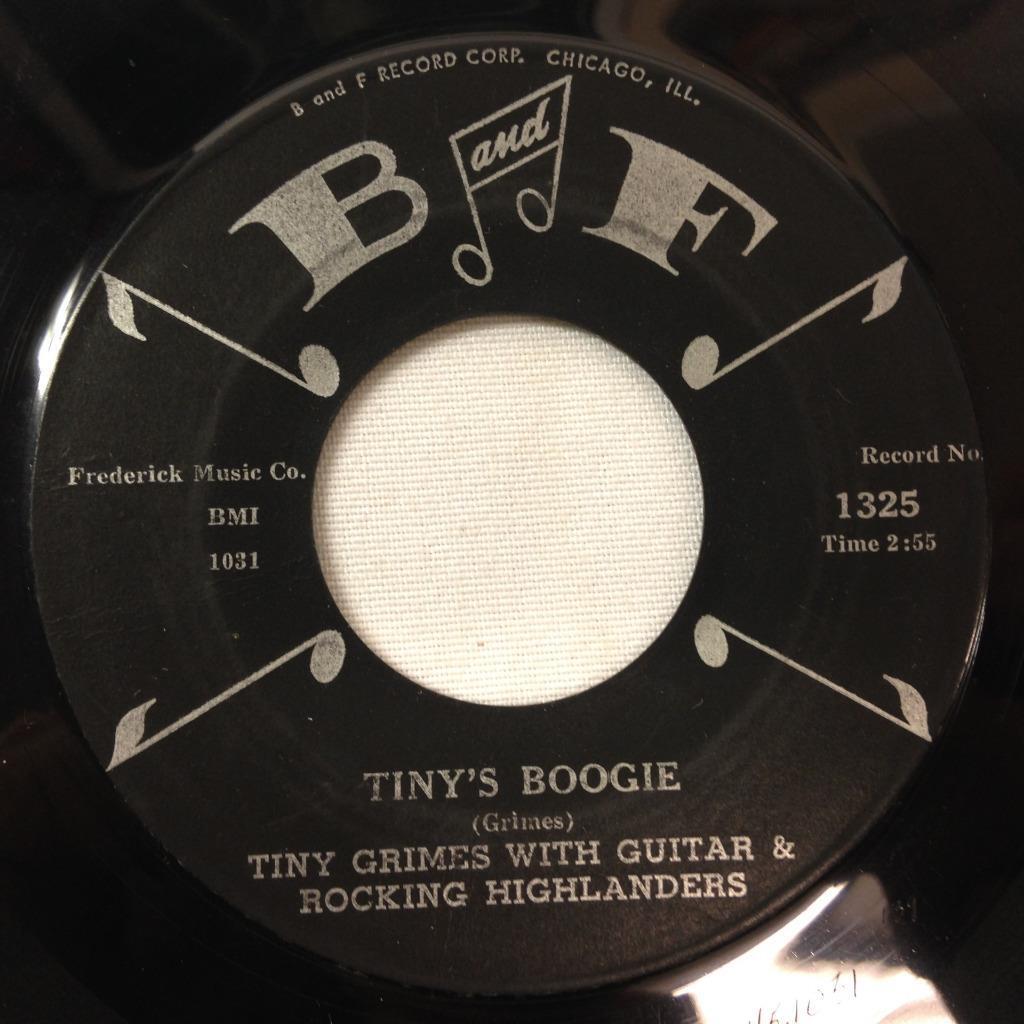 B and F RECORD CORP. CHICAGO, ILL.
B and F
Frederick Music Co.
BMI
1031
Record No.
1325
Time 2:55
TINY'S BOOGIE
(Grimes)
TINY GRIMES WITH GUITAR &
ROCKING HIGHLANDERS